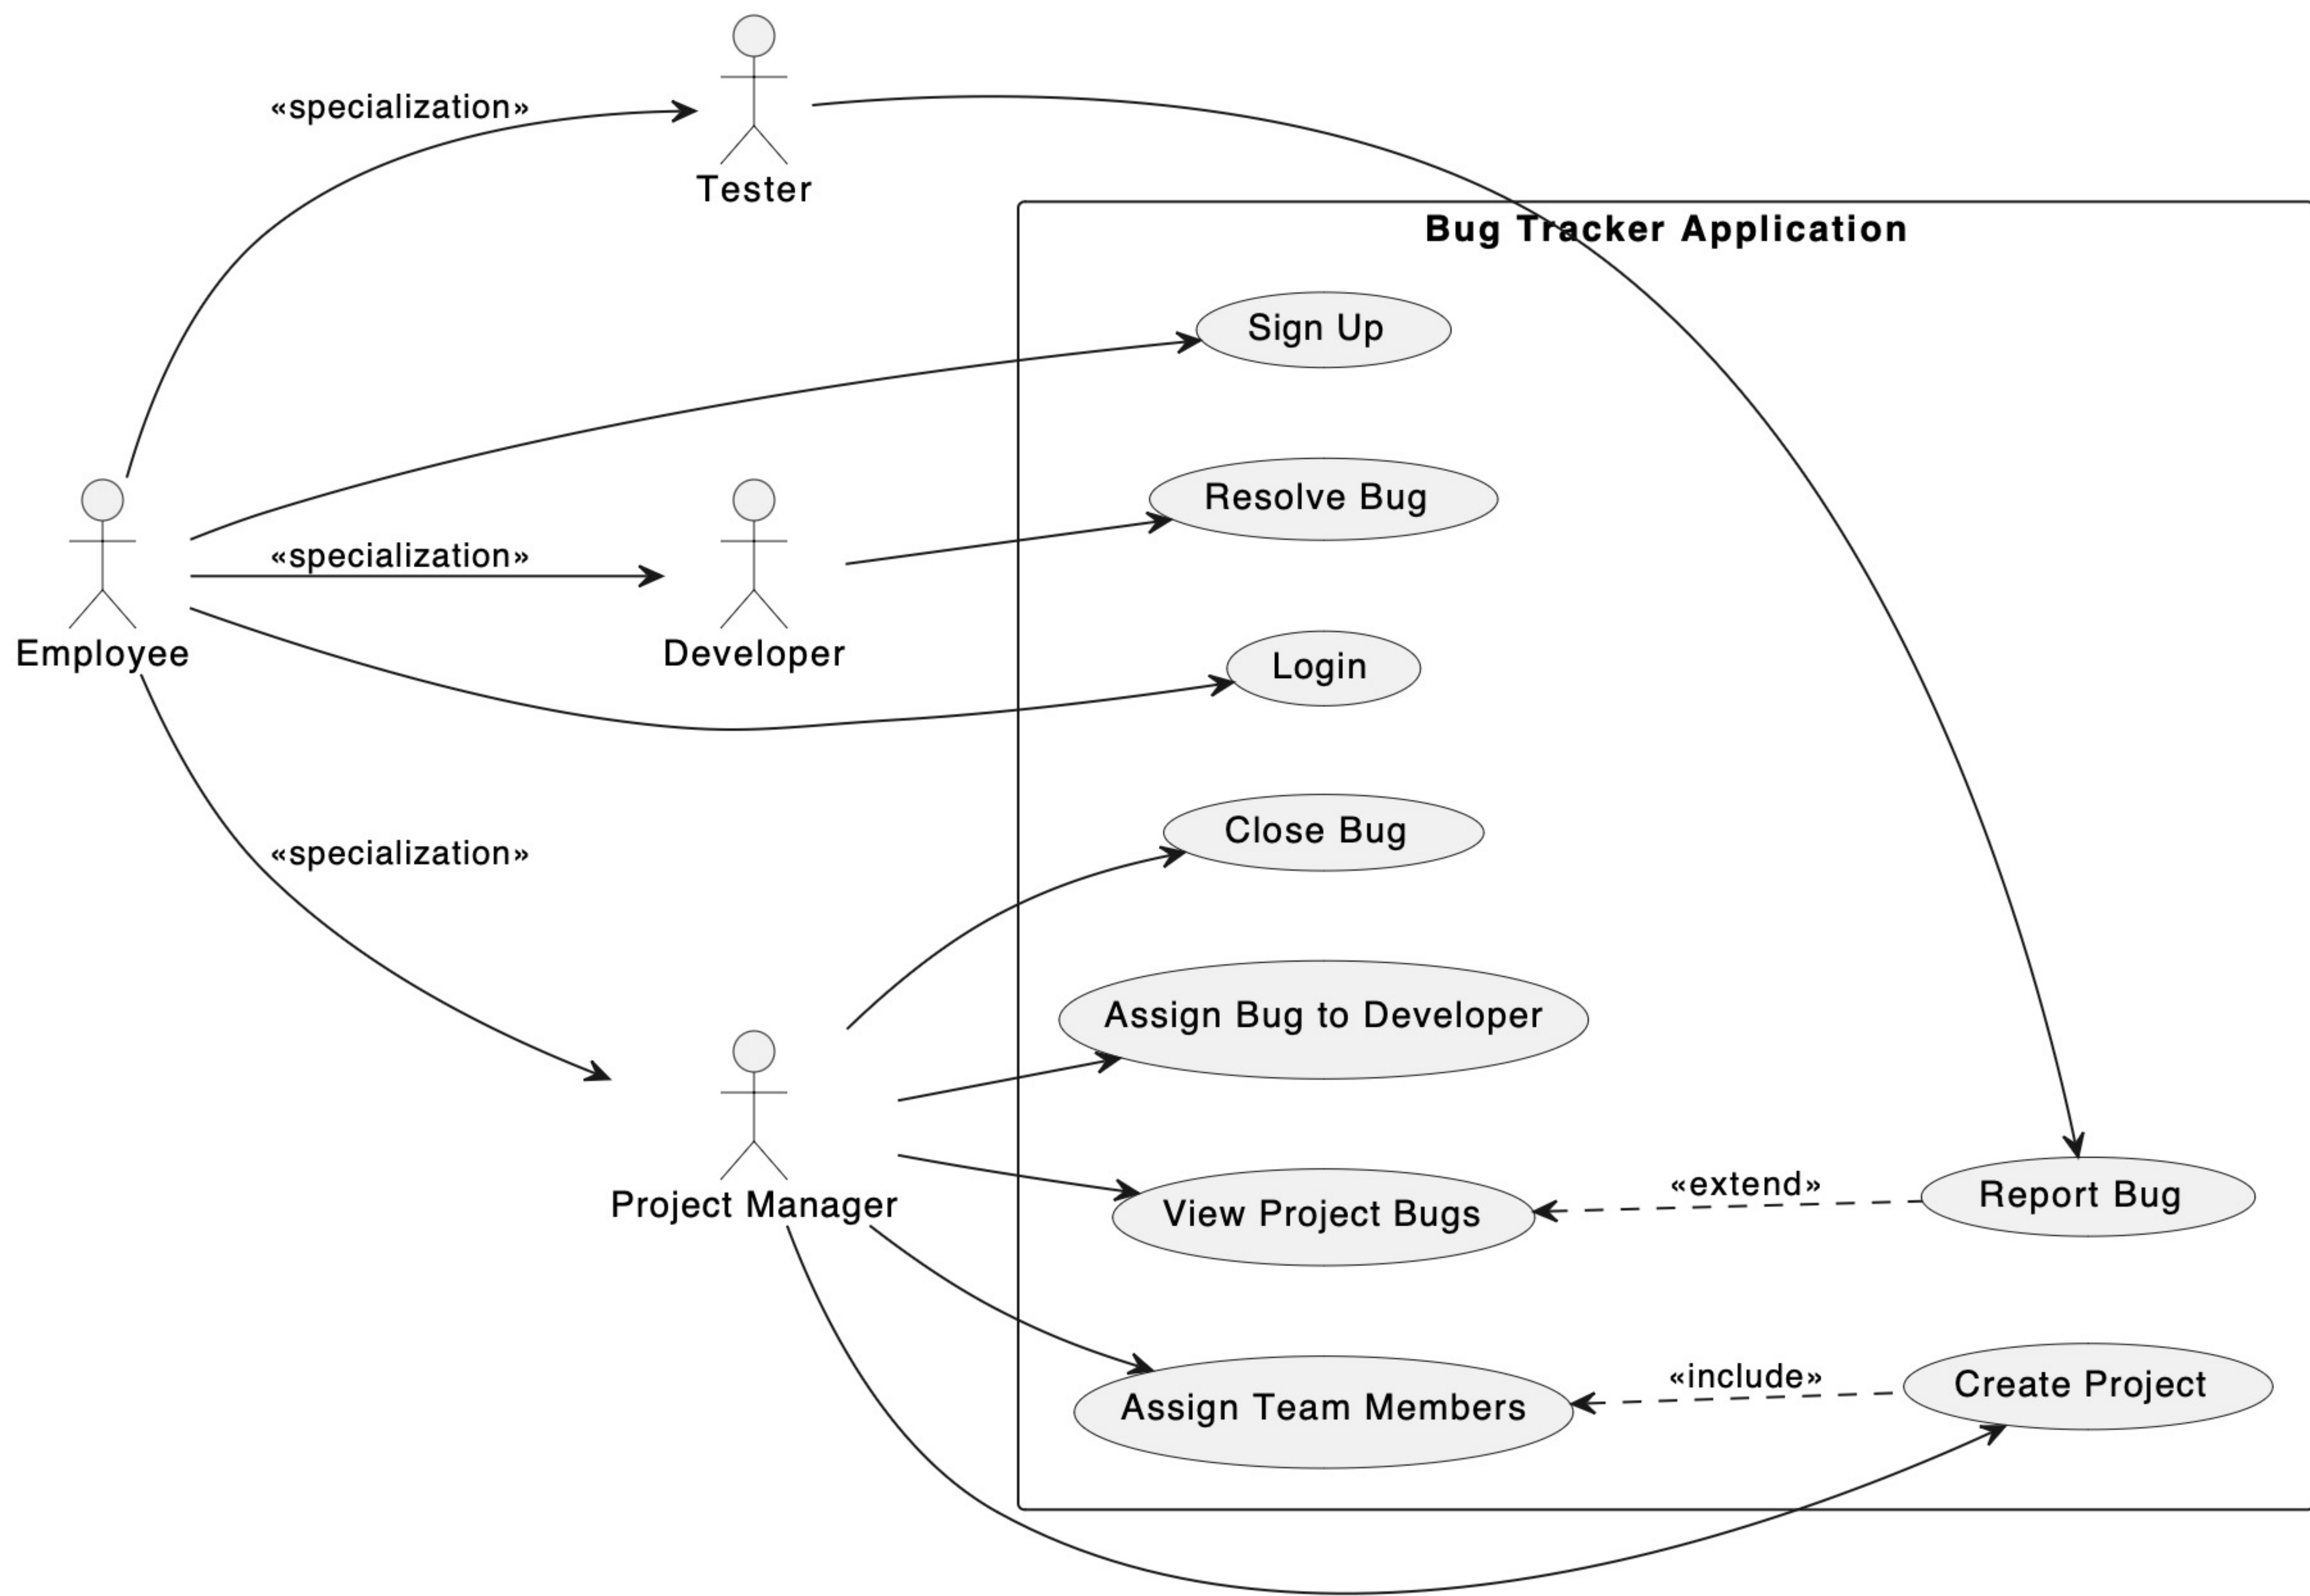 «specialization»
Tester
Bug Tracker Application
Sign Up
Resolve Bug
«specialization»
Employee
Developer
Login
Close Bug
«specialization»
Assign Bug to Developer
Project Manager
View Project Bugs
«extend»
Report Bug
Assign Team Members
«include»
Create Project